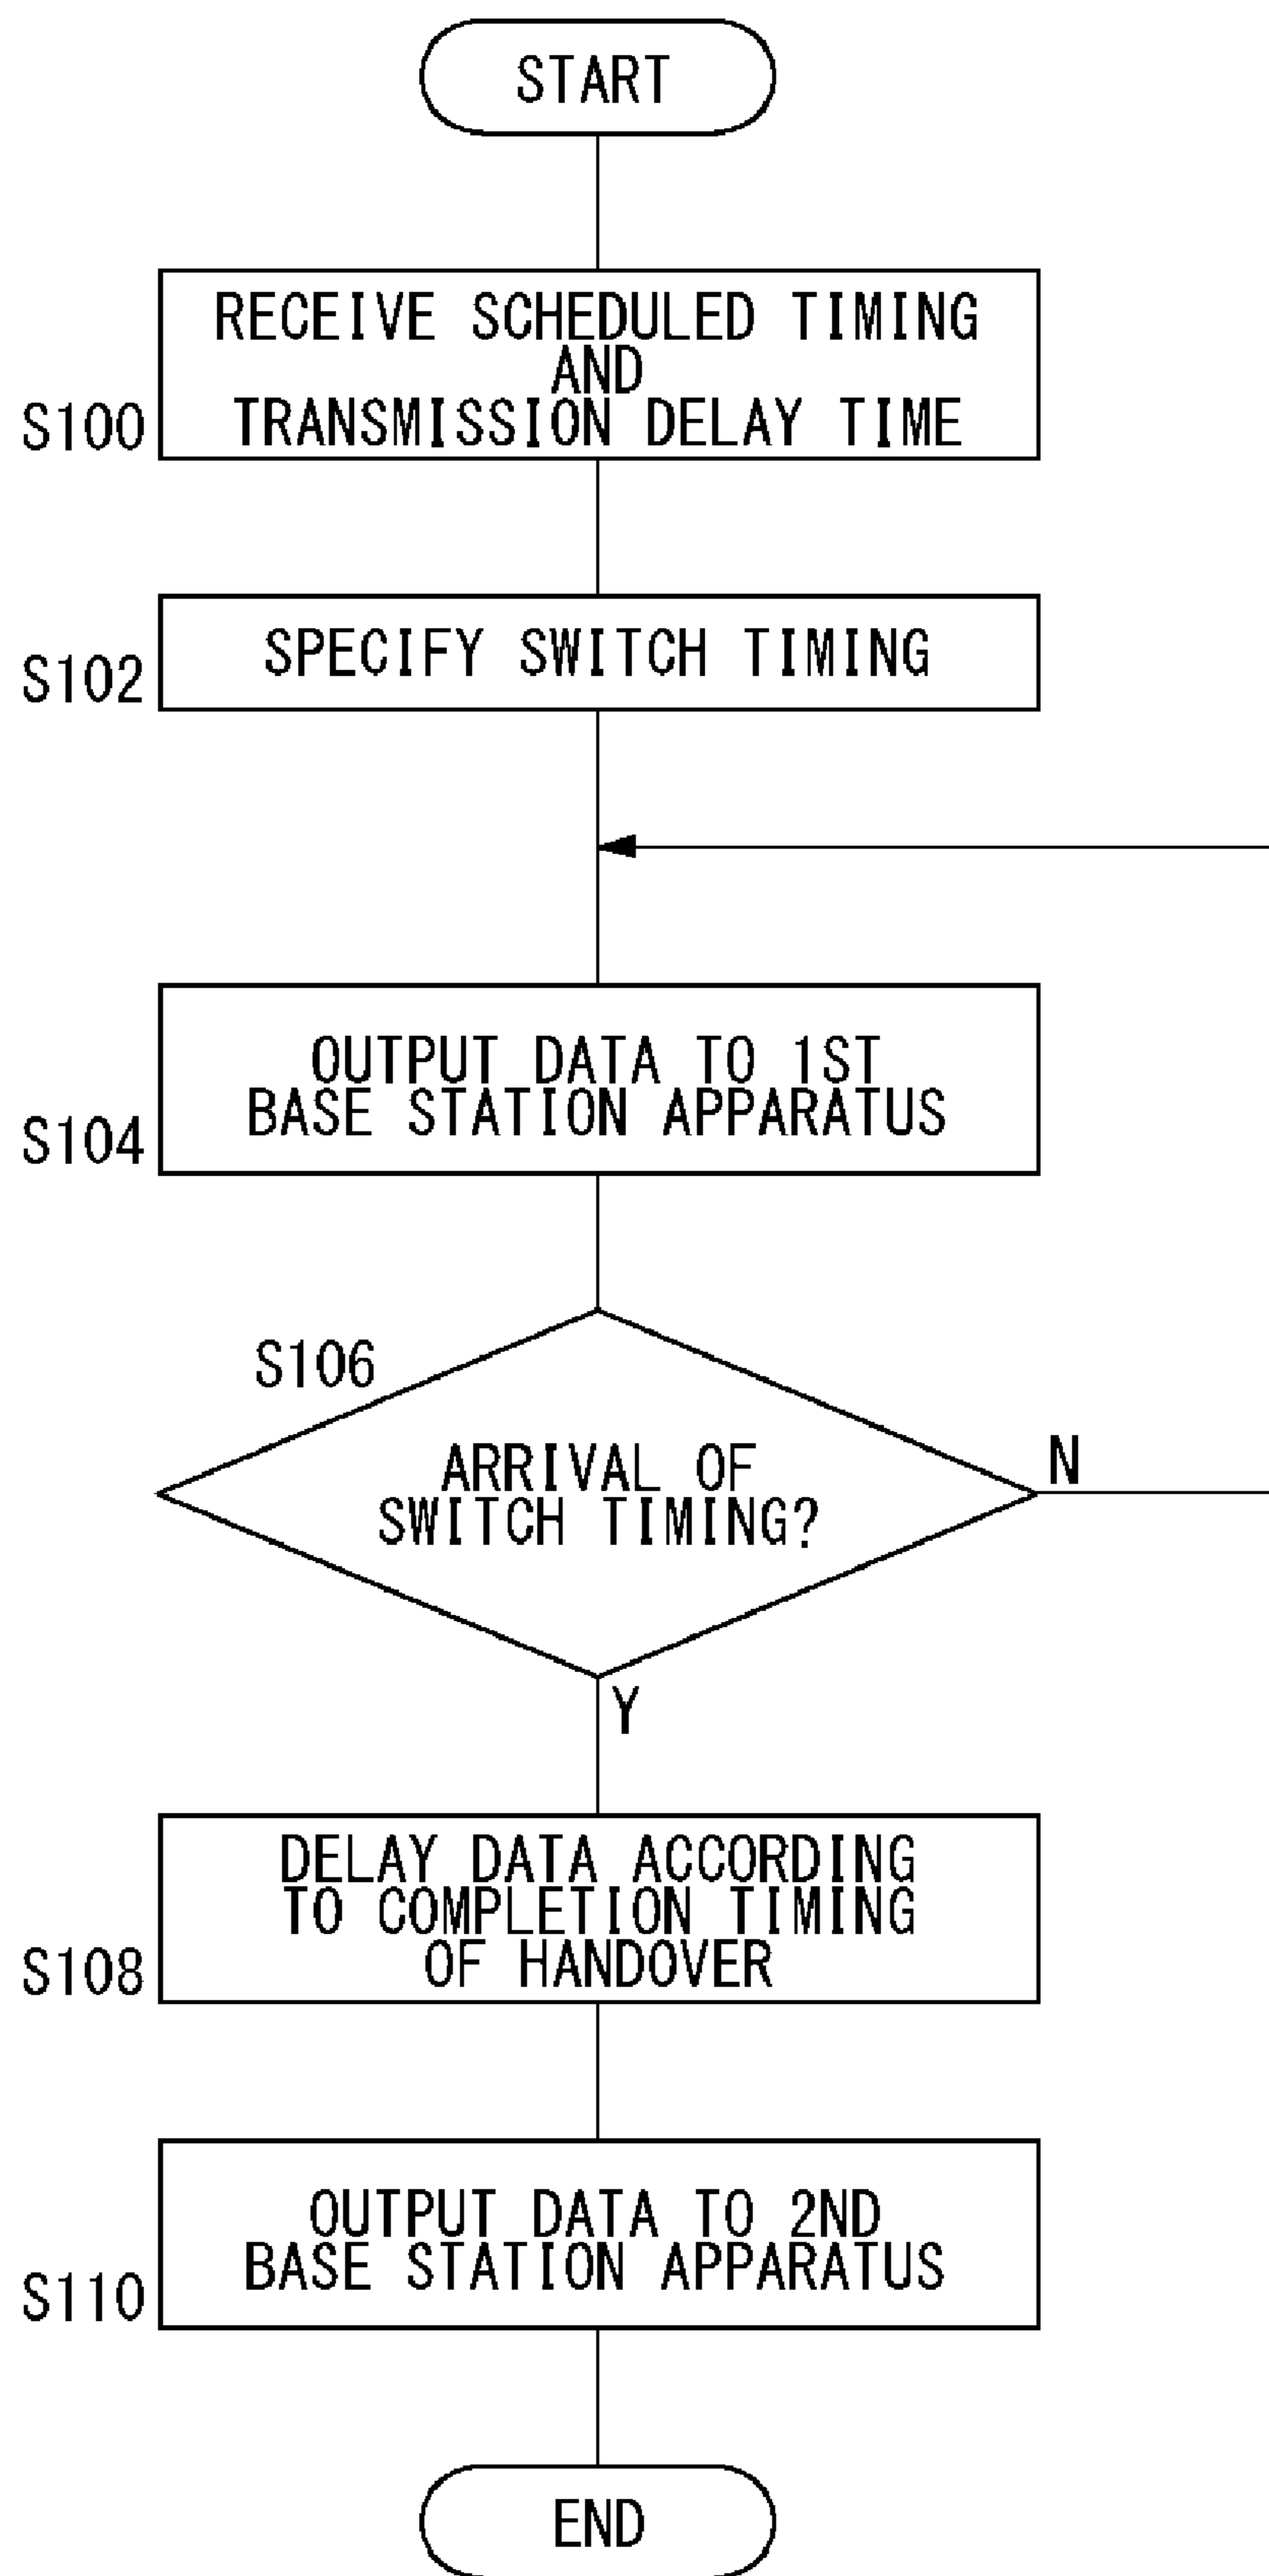 START
RECEIVE SCHEDULED TIMING
AND
TRANSMISSION DELAY TIME
S100
SPECIFY SWITCH TIMING
S102
OUTPUT DATA TO 1ST
BASE STATION APPARATUS
S104
S106
ARRIVAL OF
SWITCH TIMING?
N
Y
DELAY DATA ACCORDING
TO COMPLETION TIMING
OF HANDOVER
S108
OUTPUT DATA TO 2ND
BASE STATION APPARATUS
S110
END